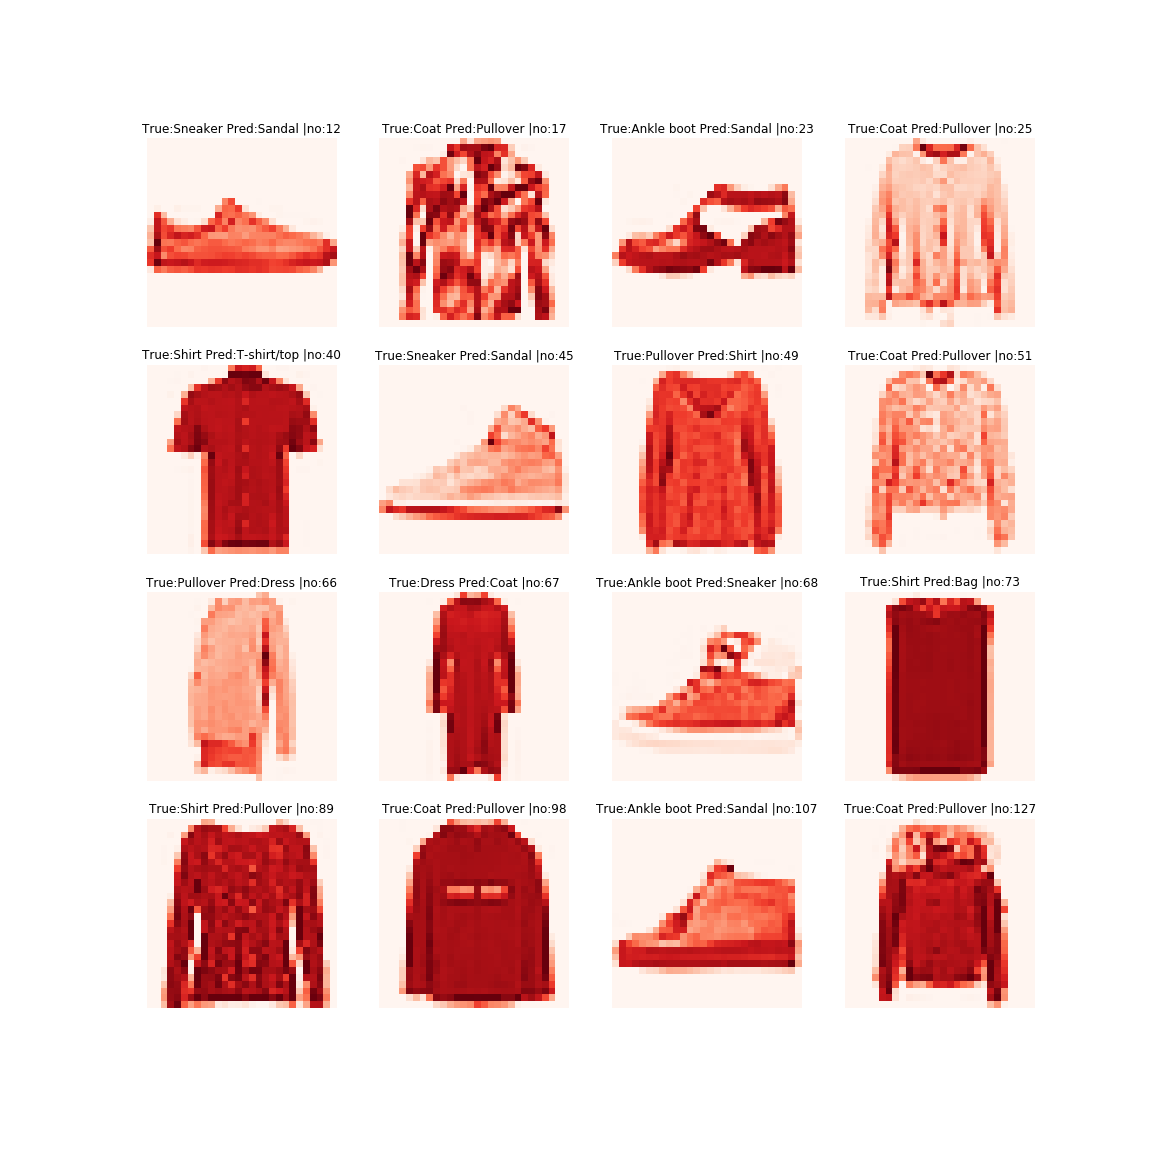 True:Sneaker Pred:Sandal |no:12
True:Coat Pred:Pullover |no:17
True:Ankle boot Pred:Sandal |no:23
True:Coat Pred:Pullover |no:25
True:Shirt Pred:T-shirt/top |no:40
True:Sneaker Pred:Sandal |no:45
True:Pullover Pred:Shirt |no:49
True:Coat Pred:Pullover |no:51
True:Pullover Pred:Dress |no:66
True:Dress Pred:Coat |no:67
True:Ankle boot Pred:Sneaker |no:68
True:Shirt Pred:Bag |no:73
True:Shirt Pred:Pullover |no:89
True:Coat Pred:Pullover |no:98
True:Ankle boot Pred:Sandal |no:107
True:Coat Pred:Pullover |no:127